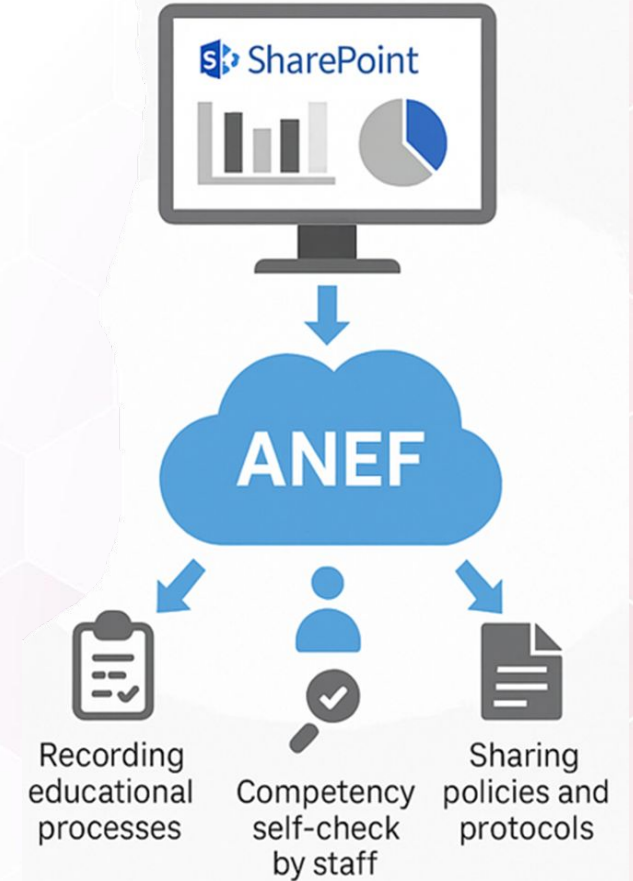 SharePoint
ANEF
Recording
educational
processes
Competency
self-check
by staff
Sharing
policies and
protocols